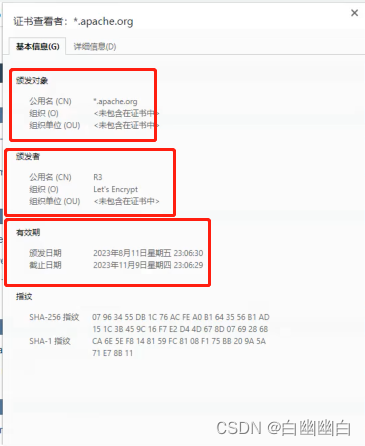 证书查看者：*.apache.org
基本信息(G) 详细信息(D)
颁发对象
公用名 (CN) *.apache.org
组织 (O) <未包含在证书中>
组织单位 (OU) <未包含在证书中>
颁发者
公用名 (CN) R3
组织 (O) Let's Encrypt
组织单位 (OU) <未包含在证书中>
有效期
颁发日期 2023年8月11日星期五 23:06:30
截止日期 2023年11月9日星期四 23:06:29
指纹
SHA-256 指纹 07 96 34 55 DB 1C 76 AC FE A0 B1 64 35 56 B1 AD
15 1C 3B 45 9C 16 F7 E2 D4 4D 67 8D 07 69 28 68
SHA-1 指纹 CA 6E 5E F8 14 81 59 FC 81 08 F1 75 BB 20 9A 5A
71 E7 8B 11
CSDN @白幽幽白